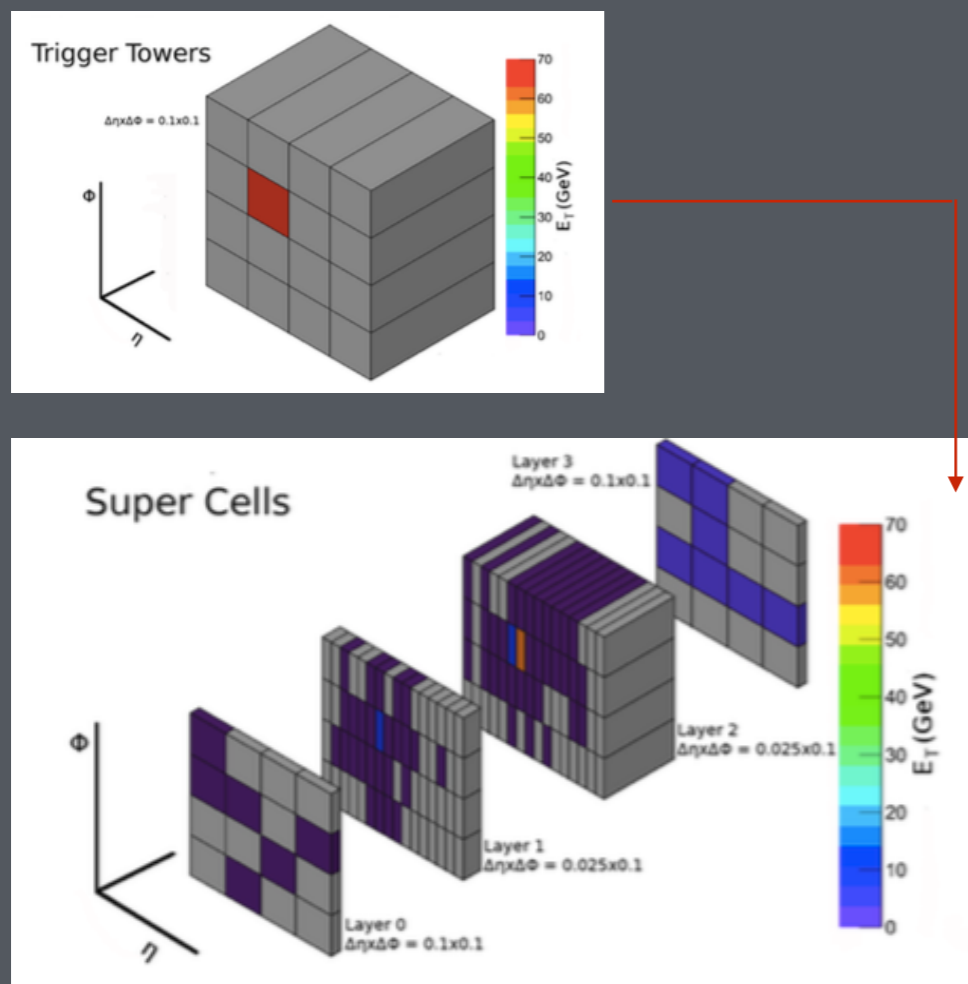 Trigger Towers
ΔηxΔΦ = 0.1x0.1
Φ
η
70
60
50
40
30
20
10
0
E_T (GeV)
Super Cells
Layer 3
ΔηxΔΦ = 0.1x0.1
Layer 2
ΔηxΔΦ = 0.025x0.1
Layer 1
ΔηxΔΦ = 0.025x0.1
Layer 0
ΔηxΔΦ = 0.1x0.1
Φ
η
70
60
50
40
30
20
10
0
E_T (GeV)